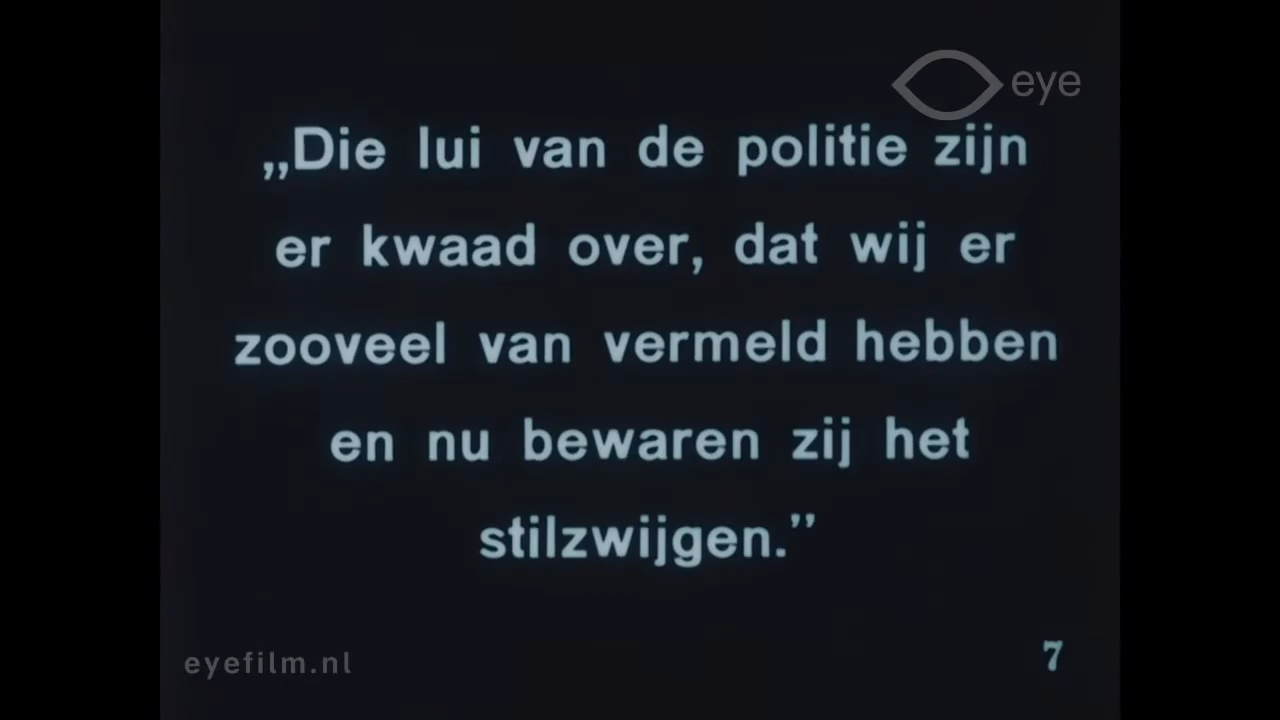 eye
„Die lui van de politie zijn
er kwaad over, dat wij er
zooveel van vermeld hebben
en nu bewaren zij het
stilzwijgen.”
eyefilm.nl
7